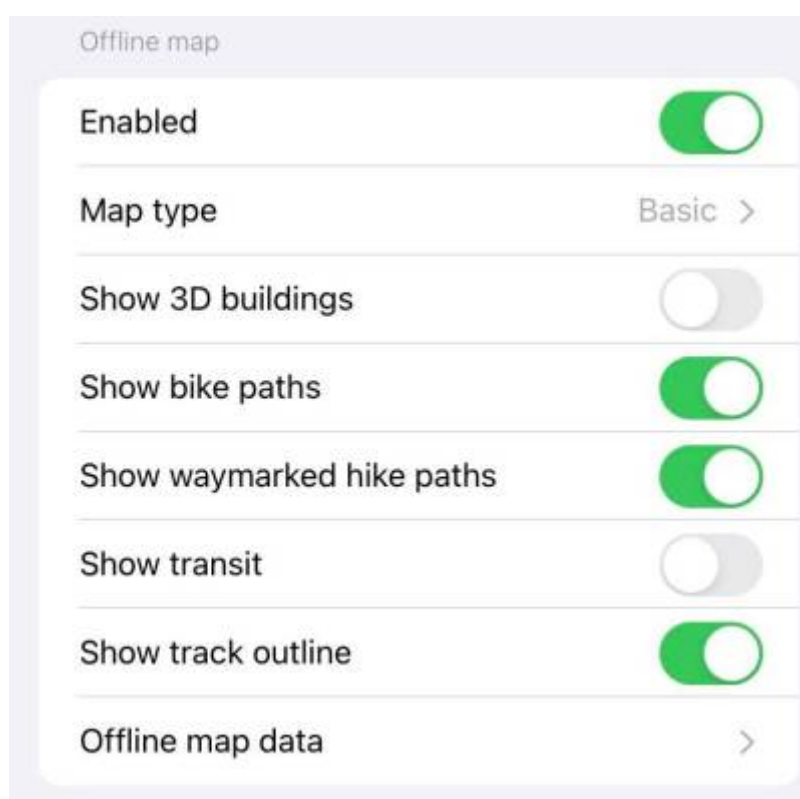 Offline map
Enabled
Map type Basic
Show 3D buildings
Show bike paths
Show waymarked hike paths
Show transit
Show track outline
Offline map data